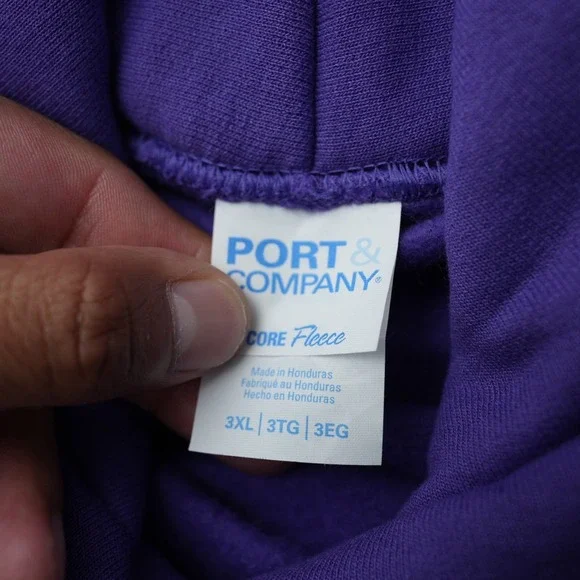 PORT &
COMPANY®
CORE Fleece
Made in Honduras
Fabriqué au Honduras
Hecho en Honduras
3XL | 3TG | 3EG